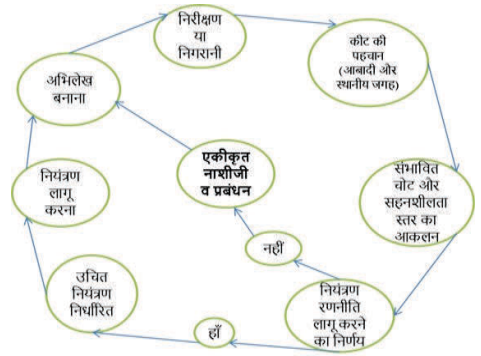 निरीक्षण
या
निगरानी
कीट की
पहचान
(आबादी और
स्थानीय जगह)
संभावित
चोट और
सहनशीलता
स्तर का
आकलन
नियंत्रण
रणनीति
लागू करने
का निर्णय
नहीं
हाँ
उचित
नियंत्रण
निर्धारित
नियंत्रण
लागू
करना
अभिलेख
बनाना
एकीकृत
नाशीजी
व प्रबंधन